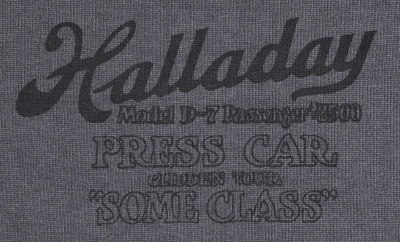 Halladay
Model D-7 Passenger $1500
PRESS CAR
GLIDDEN TOUR
"SOME CLASS"